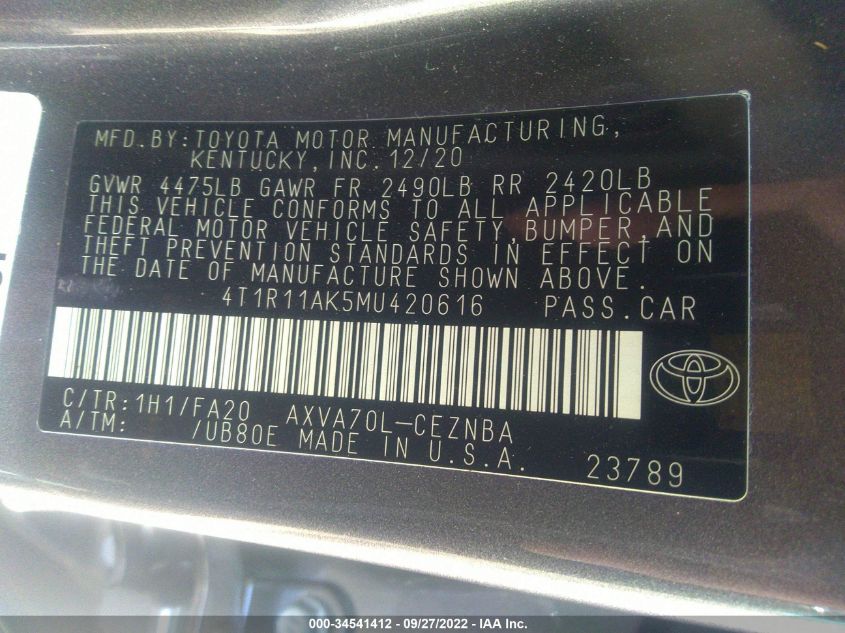 MFD.BY:TOYOTA MOTOR MANUFACTURING,
KENTUCKY,INC.12/20
GVWR 4475LB GAWR FR 2490LB RR 2420LB
THIS VEHICLE CONFORMS TO ALL APPLICABLE
FEDERAL MOTOR VEHICLE SAFETY,BUMPER,AND
THEFT PREVENTION STANDARDS IN EFFECT ON
THE DATE OF MANUFACTURE SHOWN ABOVE.
4T1R11AK5MU420616 PASS.CAR
C/TR:1H1/FA20 AXVA70L-CEZNBA
A/TM: /UB80E MADE IN U.S.A.
23789
000-34541412 - 09/27/2022 - IAA Inc.